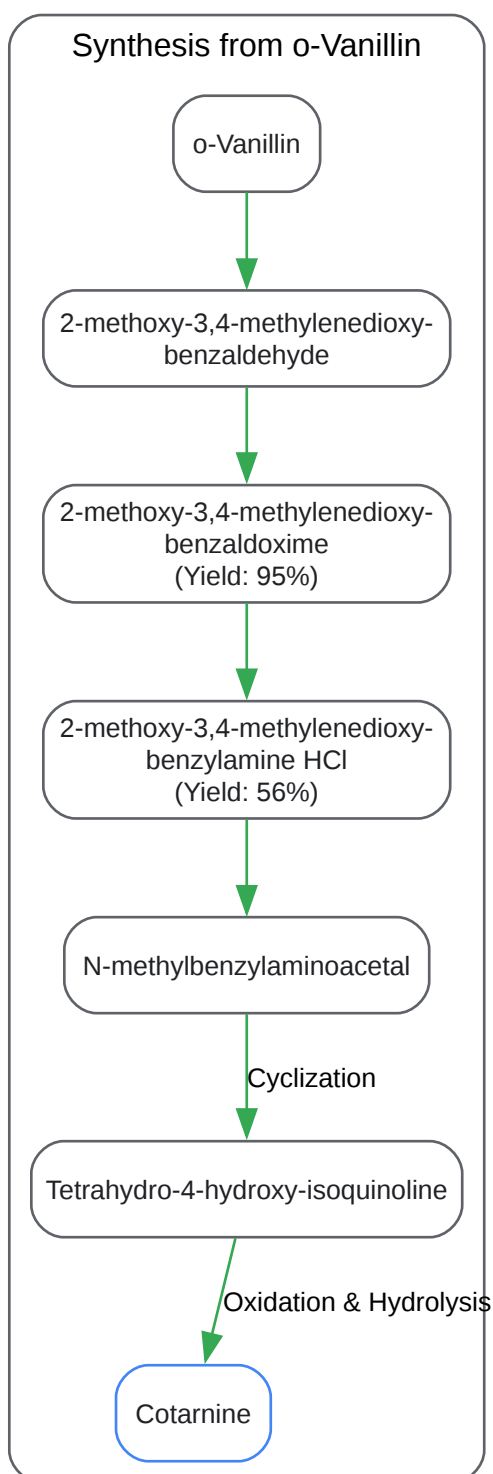 Synthesis from o-Vanillin
o-Vanillin
2-methoxy-3,4-methylenedioxy-
benzaldehyde
2-methoxy-3,4-methylenedioxy-
benzaldoxime
(Yield: 95%)
2-methoxy-3,4-methylenedioxy-
benzylamine HCl
(Yield: 56%)
N-methylbenzylaminoacetal
Cyclization
Tetrahydro-4-hydroxy-isoquinoline
Oxidation & Hydrolysis
Cotarnine